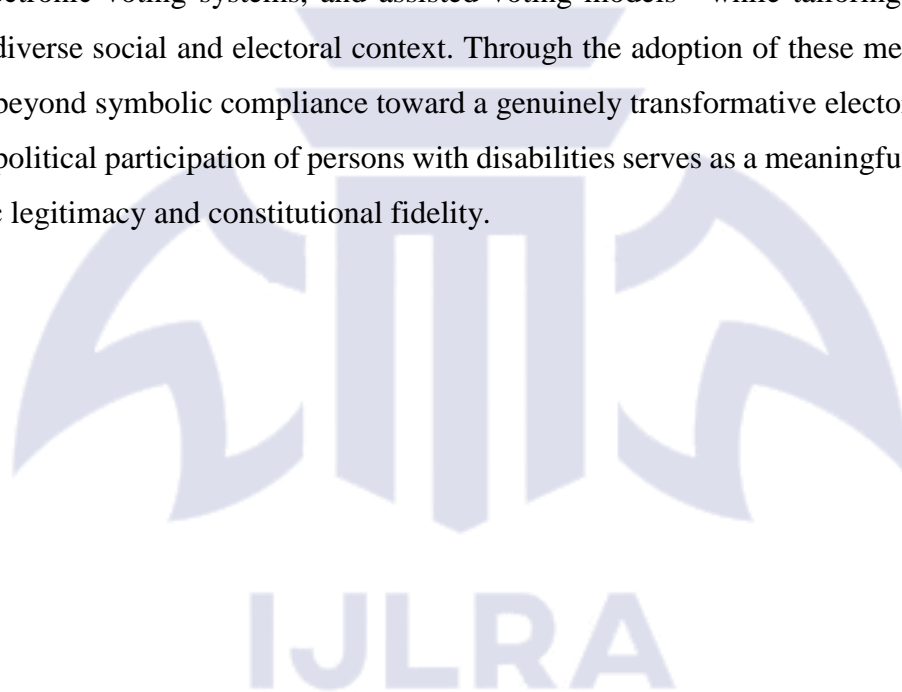 ctronic voting systems, and assisted voting models while tailoring
diverse social and electoral context. Through the adoption of these me
beyond symbolic compliance toward a genuinely transformative elector
political participation of persons with disabilities serves as a meaningfu
legitimacy and constitutional fidelity.
IJLRA